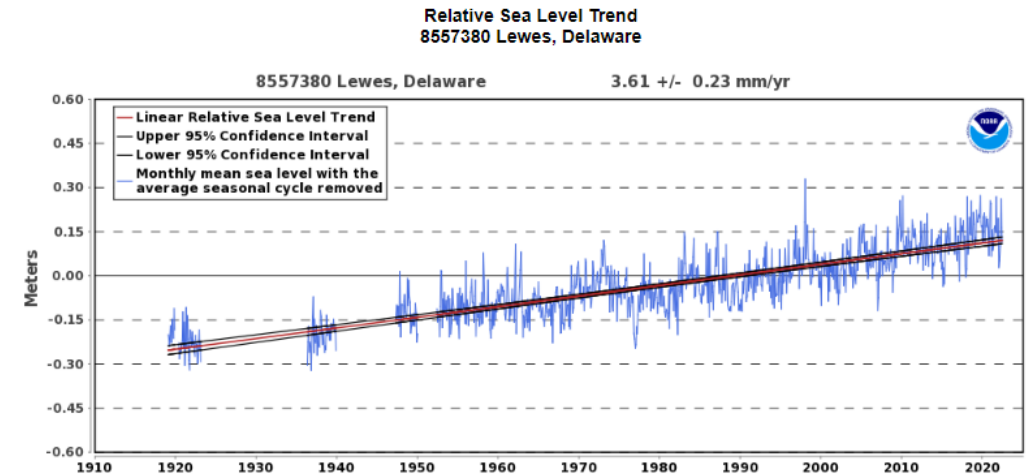 Relative Sea Level Trend
8557380 Lewes, Delaware
8557380 Lewes, Delaware 3.61 +/- 0.23 mm/yr
Linear Relative Sea Level Trend
Upper 95% Confidence Interval
Lower 95% Confidence Interval
Monthly mean sea level with the
average seasonal cycle removed
noaa
Meters
0.60
0.45
0.30
0.15
0.00
-0.15
-0.30
-0.45
-0.60
1910 1920 1930 1940 1950 1960 1970 1980 1990 2000 2010 2020